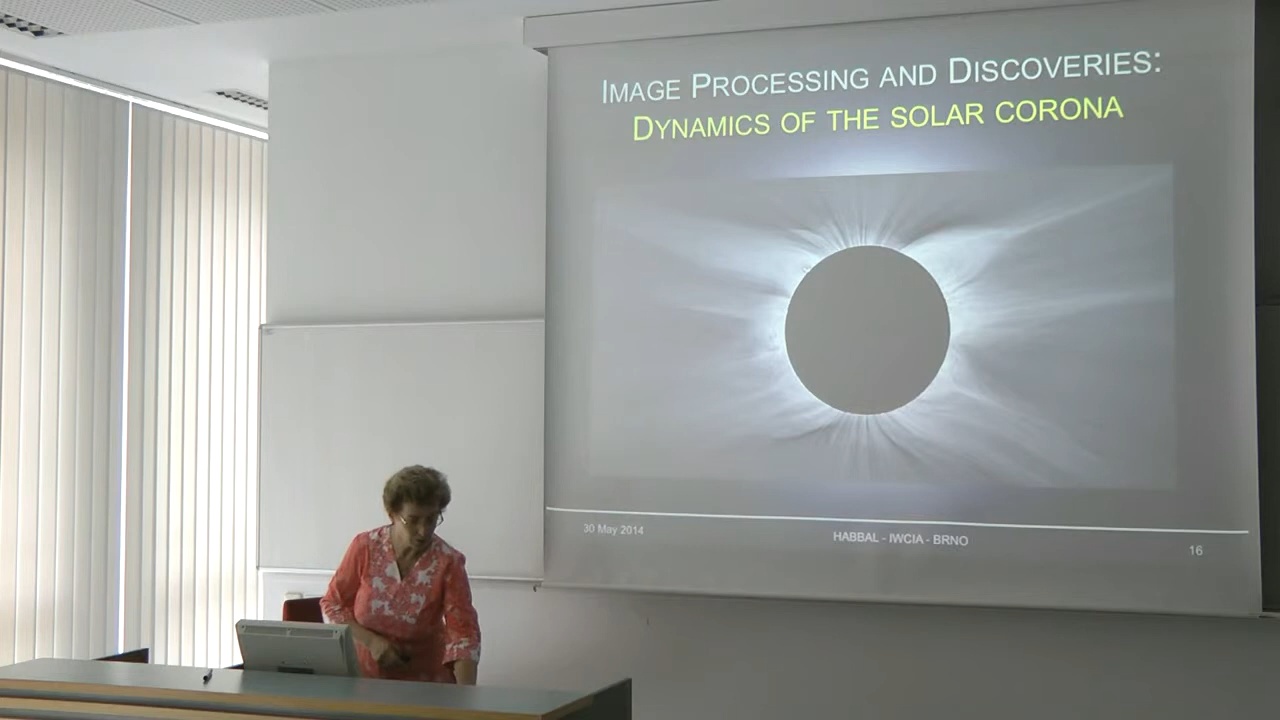 IMAGE PROCESSING AND DISCOVERIES:
DYNAMICS OF THE SOLAR CORONA
30 May 2014
HABBAL - IWCIA - BRNO
16